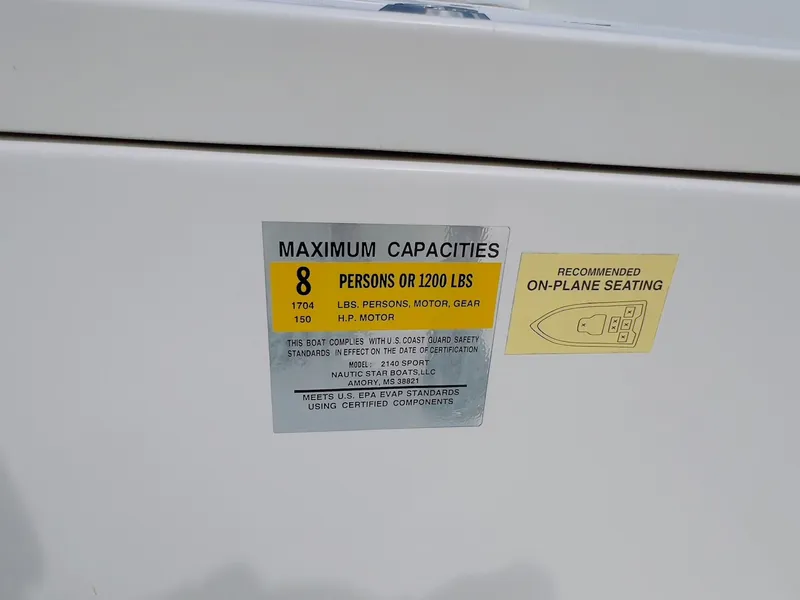 MAXIMUM CAPACITIES
8 PERSONS OR 1200 LBS
1704 LBS. PERSONS, MOTOR, GEAR
150 H.P. MOTOR
THIS BOAT COMPLIES WITH U.S. COAST GUARD SAFETY
STANDARDS IN EFFECT ON THE DATE OF CERTIFICATION
MODEL: 2140 SPORT
NAUTIC STAR BOATS, LLC
AMORY, MS 38821
MEETS U.S. EPA EVAP STANDARDS
USING CERTIFIED COMPONENTS
RECOMMENDED
ON-PLANE SEATING